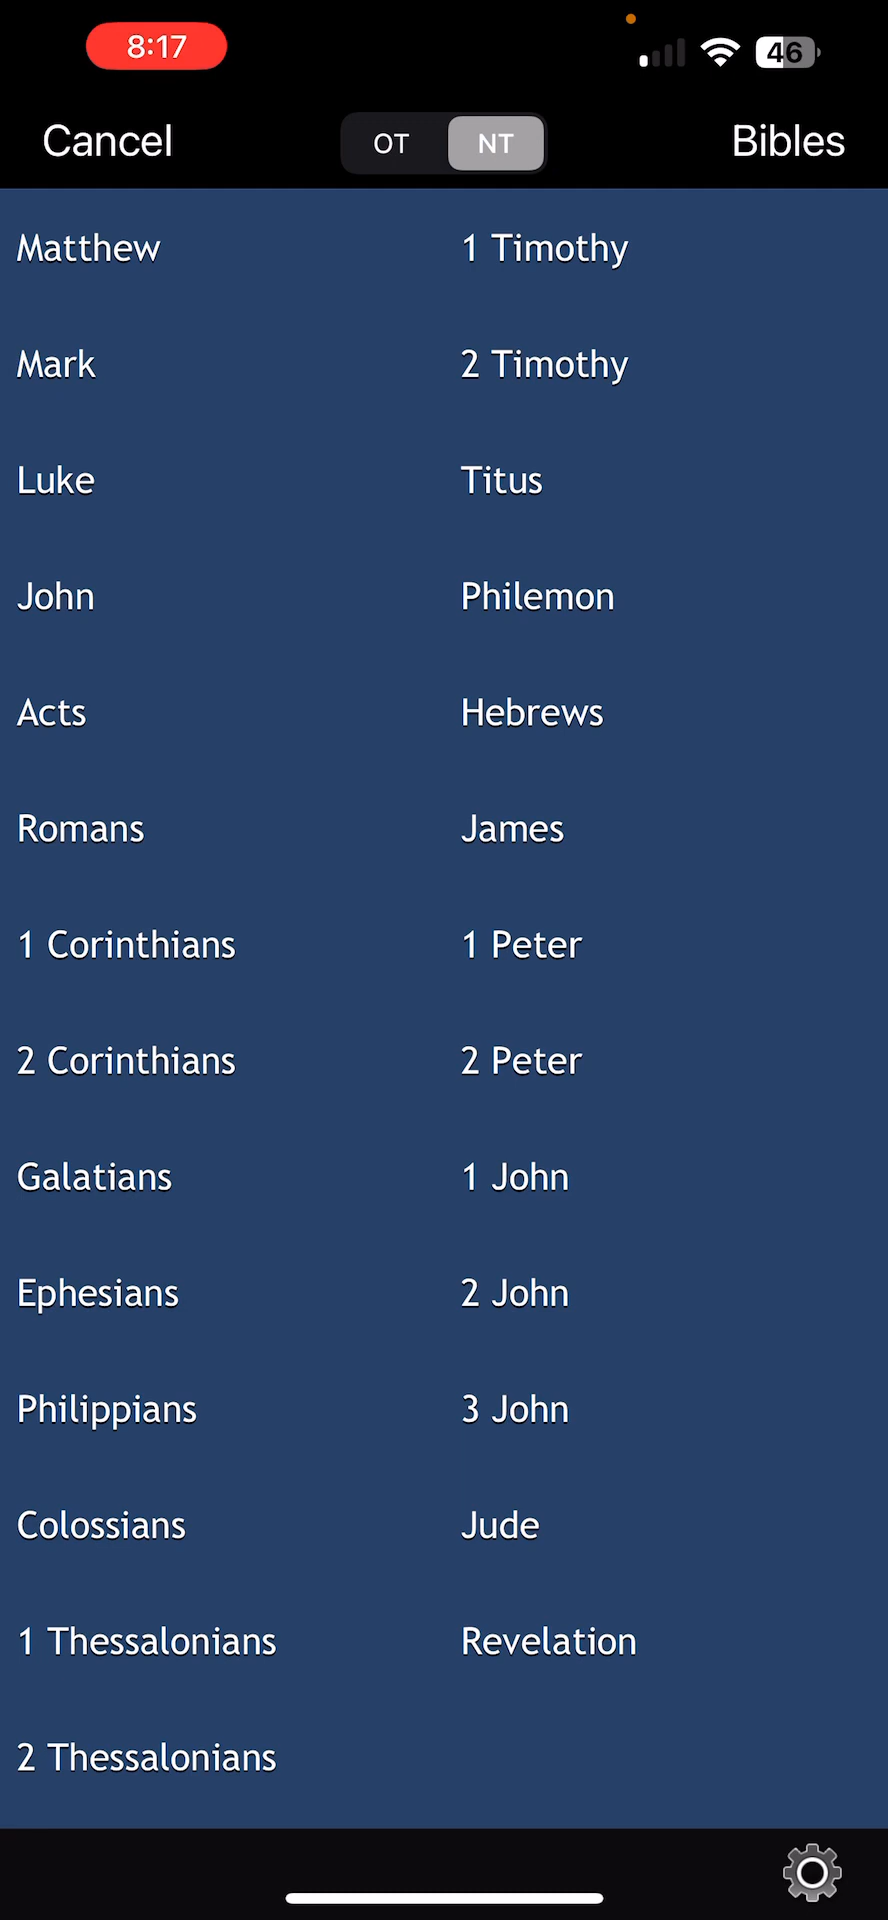 8:17
46
Cancel
OT
NT
Bibles
Matthew
Mark
Luke
John
Acts
Romans
1 Corinthians
2 Corinthians
Galatians
Ephesians
Philippians
Colossians
1 Thessalonians
2 Thessalonians
1 Timothy
2 Timothy
Titus
Philemon
Hebrews
James
1 Peter
2 Peter
1 John
2 John
3 John
Jude
Revelation